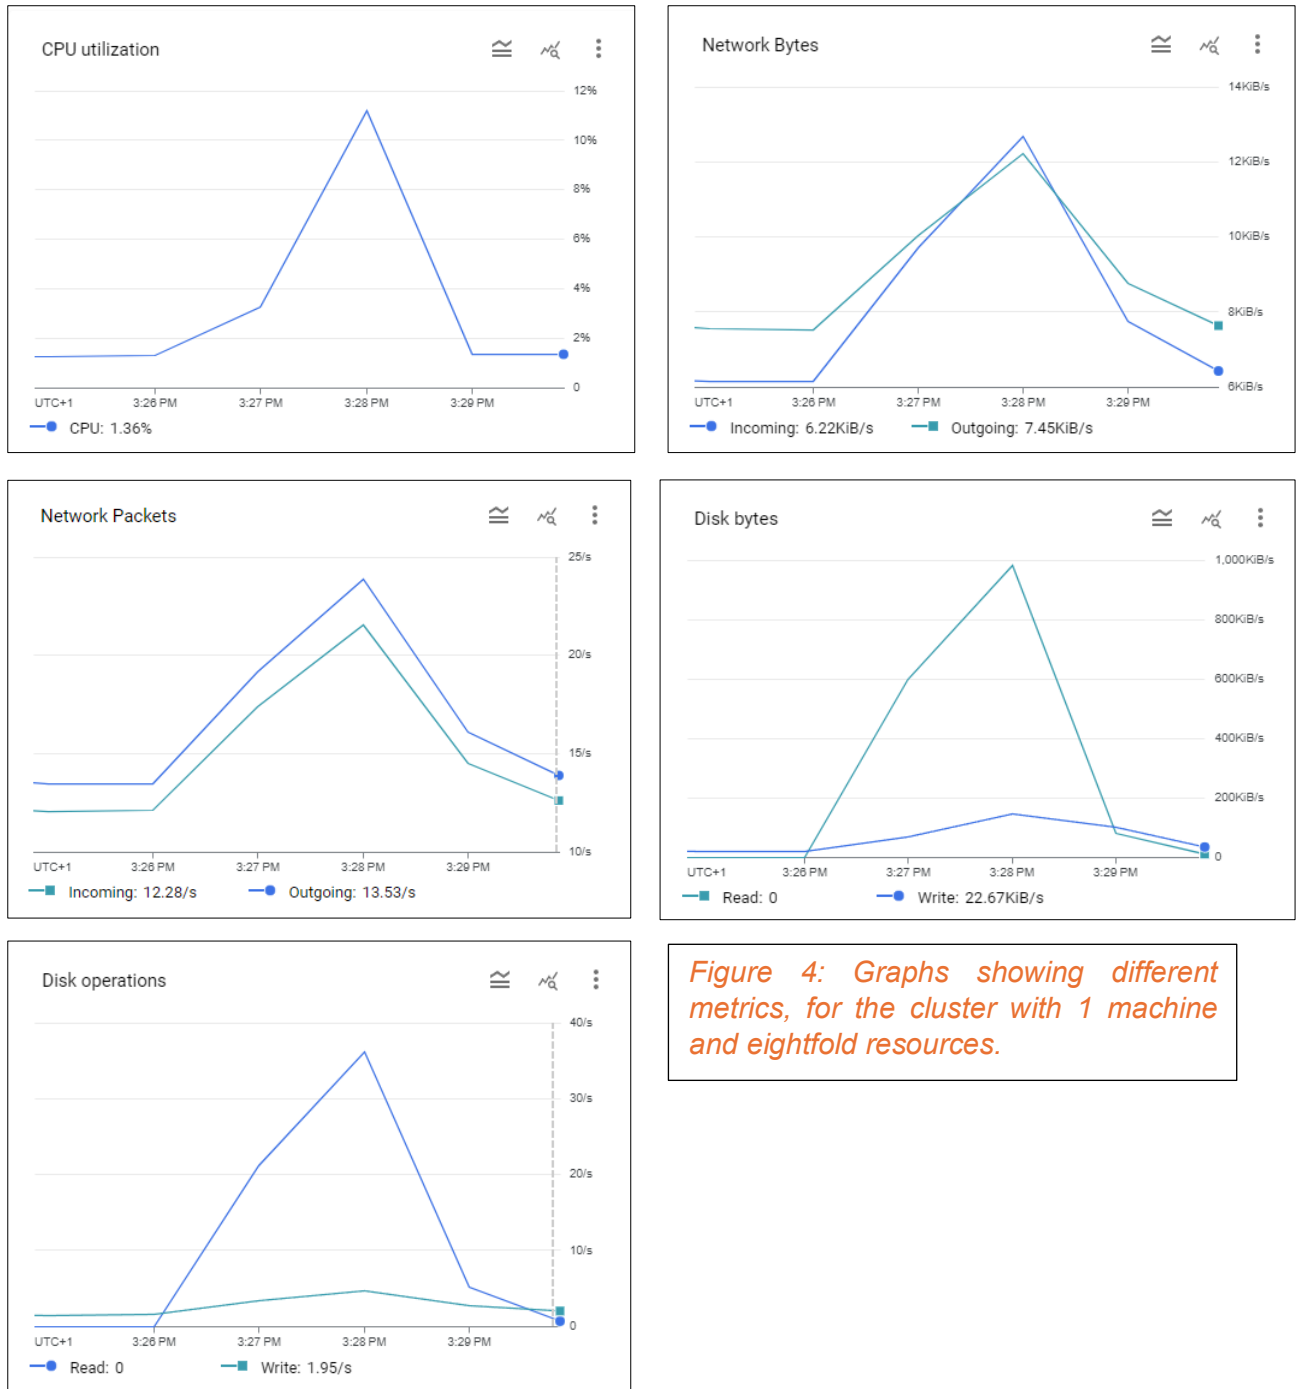 CPU utilization
12%
10%
8%
6%
4%
2%
0
UTC+1 3:26 PM 3:27 PM 3:28 PM 3:29 PM
CPU: 1.36%
Network Bytes
14KiB/s
12KiB/s
10KiB/s
8KiB/s
6KiB/s
UTC+1 3:26 PM 3:27 PM 3:28 PM 3:29 PM
Incoming: 6.22KiB/s Outgoing: 7.45KiB/s
Network Packets
25/s
20/s
15/s
10/s
UTC+1 3:26 PM 3:27 PM 3:28 PM 3:29 PM
Incoming: 12.28/s Outgoing: 13.53/s
Disk bytes
1,000KiB/s
800KiB/s
600KiB/s
400KiB/s
200KiB/s
0
UTC+1 3:26 PM 3:27 PM 3:28 PM 3:29 PM
Read: 0 Write: 22.67KiB/s
Disk operations
40/s
30/s
20/s
10/s
0
UTC+1 3:26 PM 3:27 PM 3:28 PM 3:29 PM
Read: 0 Write: 1.95/s
Figure 4: Graphs showing different
metrics, for the cluster with 1 machine
and eightfold resources.